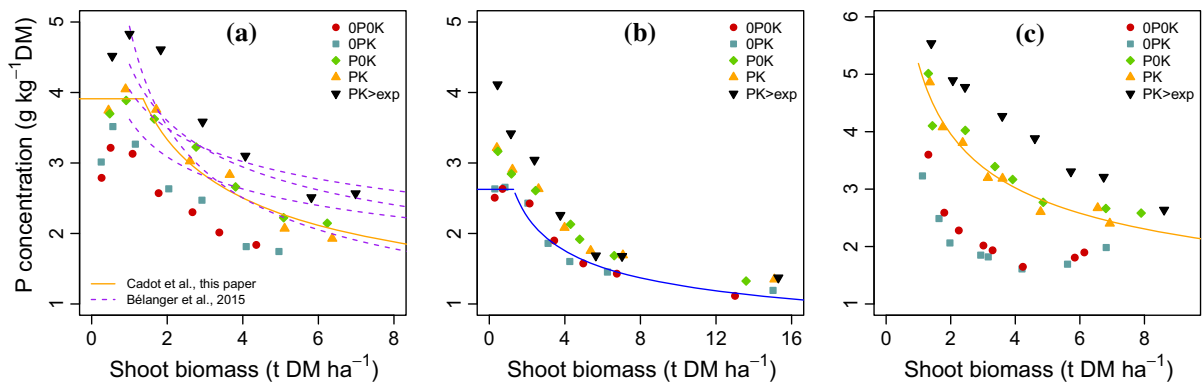 P concentration (g kg⁻¹DM)
5
4
3
2
1
(a)
0P0K
0PK
P0K
PK
PK>exp
Cadot et al., this paper
Bélanger et al., 2015
0 2 4 6 8
Shoot biomass (t DM ha⁻¹)
5
4
3
2
1
(b)
0P0K
0PK
P0K
PK
PK>exp
0 4 8 12 16
Shoot biomass (t DM ha⁻¹)
6
5
4
3
2
1
(c)
0P0K
0PK
P0K
PK
PK>exp
0 2 4 6 8
Shoot biomass (t DM ha⁻¹)